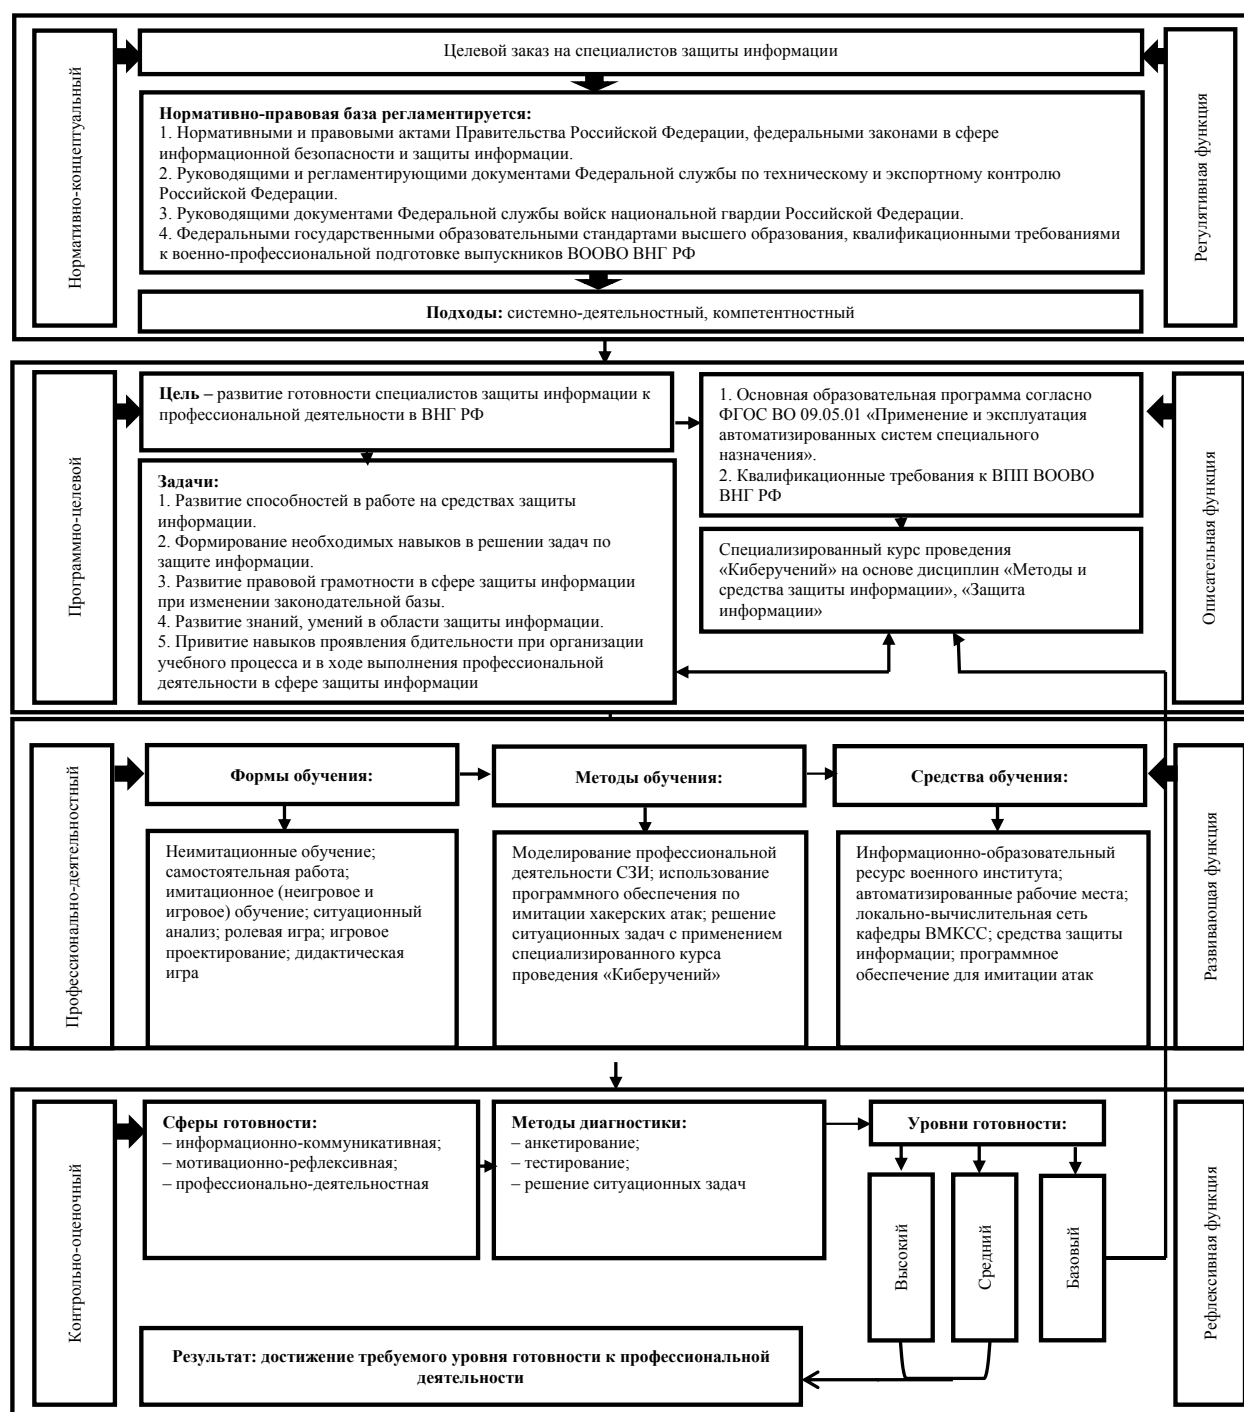 Нормативно-концептуальный
Целевой заказ на специалистов защиты информации
Нормативно-правовая база регламентируется:
1. Нормативными и правовыми актами Правительства Российской Федерации, федеральными законами в сфере
информационной безопасности и защиты информации.
2. Руководящими и регламентирующими документами Федеральной службы по техническому и экспортному контролю
Российской Федерации.
3. Руководящими документами Федеральной службы войск национальной гвардии Российской Федерации.
4. Федеральными государственными образовательными стандартами высшего образования, квалификационными требованиями
к военно-профессиональной подготовке выпускников ВООВО ВНГ РФ
Подходы: системно-деятельностный, компетентностный
Регулятивная функция
Программно-целевой
Цель – развитие готовности специалистов защиты информации к
профессиональной деятельности в ВНГ РФ
Задачи:
1. Развитие способностей в работе на средствах защиты
информации.
2. Формирование необходимых навыков в решении задач по
защите информации.
3. Развитие правовой грамотности в сфере защиты информации
при изменении законодательной базы.
4. Развитие знаний, умений в области защиты информации.
5. Привитие навыков проявления бдительности при организации
учебного процесса и в ходе выполнения профессиональной
деятельности в сфере защиты информации
1. Основная образовательная программа согласно
ФГОС ВО 09.05.01 «Применение и эксплуатация
автоматизированных систем специального
назначения».
2. Квалификационные требования к ВПП ВООВО
ВНГ РФ
Специализированный курс проведения
«Киберучений» на основе дисциплин «Методы и
средства защиты информации», «Защита
информации»
Описательная функция
Профессионально-деятельностный
Формы обучения:
Неимитационные обучение;
самостоятельная работа;
имитационное (неигровое и
игровое) обучение; ситуационный
анализ; ролевая игра; игровое
проектирование; дидактическая
игра
Методы обучения:
Моделирование профессиональной
деятельности СЗИ; использование
программного обеспечения по
имитации хакерских атак; решение
ситуационных задач с применением
специализированного курса
проведения «Киберучений»
Средства обучения:
Информационно-образовательный
ресурс военного института;
автоматизированные рабочие места;
локально-вычислительная сеть
кафедры ВМКСС; средства защиты
информации; программное
обеспечение для имитации атак
Развивающая функция
Контрольно-оценочный
Сферы готовности:
– информационно-коммуникативная;
– мотивационно-рефлексивная;
– профессионально-деятельностная
Методы диагностики:
– анкетирование;
– тестирование;
– решение ситуационных задач
Уровни готовности:
Высокий
Средний
Базовый
Результат: достижение требуемого уровня готовности к профессиональной
деятельности
Рефлексивная функция